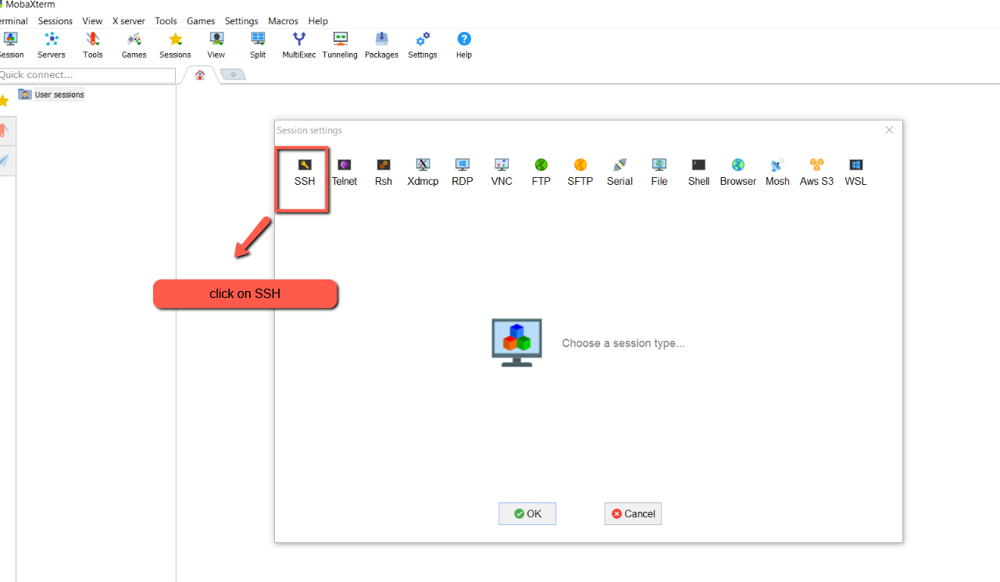 MobaXterm
erminal Sessions View X server Tools Games Settings Macros Help
ession Servers Tools Games Sessions View Split MultiExec Tunneling Packages Settings Help
Quick connect...
User sessions
Session settings
SSH Telnet Rsh Xdmcp RDP VNC FTP SFTP Serial File Shell Browser Mosh Aws S3 WSL
click on SSH
Choose a session type...
OK Cancel